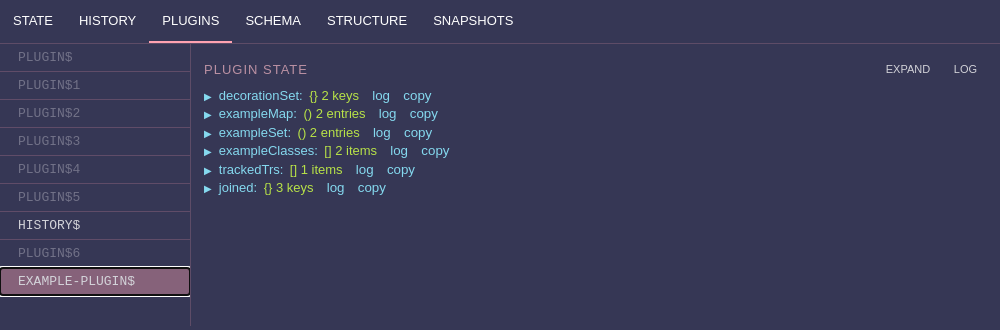 STATE HISTORY PLUGINS SCHEMA STRUCTURE SNAPSHOTS
PLUGIN$
PLUGIN$1
PLUGIN$2
PLUGIN$3
PLUGIN$4
PLUGIN$5
HISTORY$
PLUGIN$6
EXAMPLE-PLUGIN$
PLUGIN STATE EXPAND LOG
▶ decorationSet: {} 2 keys log copy
▶ exampleMap: () 2 entries log copy
▶ exampleSet: () 2 entries log copy
▶ exampleClasses: [] 2 items log copy
▶ trackedTrs: [] 1 items log copy
▶ joined: {} 3 keys log copy